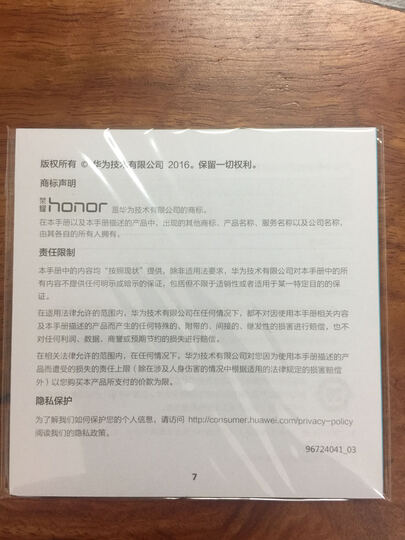 版权所有 © 华为技术有限公司 2016。保留一切权利。
商标声明
荣耀honor 是华为技术有限公司的商标。
在本手册以及本手册描述的产品中，出现的其他商标、产品名称、服务名称以及公司名称，
由其各自的所有人拥有。
责任限制
本手册中的内容均“按照现状”提供，除非适用法要求，华为技术有限公司对本手册中的所
有内容不提供任何明示或暗示的保证，包括但不限于适销性或者适用于某一特定目的的保
证。
在适用法律允许的范围内，华为技术有限公司在任何情况下，都不对因使用本手册相关内容
及本手册描述的产品而产生的任何特殊的、附带的、间接的、继发性的损害进行赔偿，也不
对任何利润、数据、商誉或预期节约的损失进行赔偿。
在相关法律允许的范围内，在任何情况下，华为技术有限公司对您因为使用本手册描述的产
品而遭受的损失的责任上限（除在涉及人身伤害的情况中根据适用的法律规定的损害赔偿
外）以您购买本产品所支付的价款为限。
隐私保护
为了解我们如何保护您的个人信息，请访问 http://consumer.huawei.com/privacy-policy
阅读我们的隐私政策。
96724041_03
7